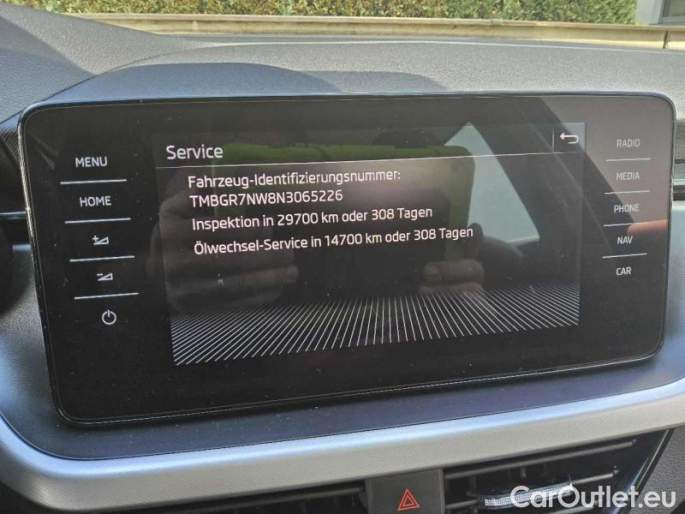 Service
Fahrzeug-Identifizierungsnummer:
TMBGR7NW8N3065226
Inspektion in 29700 km oder 308 Tagen
Ölwechsel-Service in 14700 km oder 308 Tagen
MENU
HOME
RADIO
MEDIA
PHONE
NAV
CAR
CarOutlet.eu